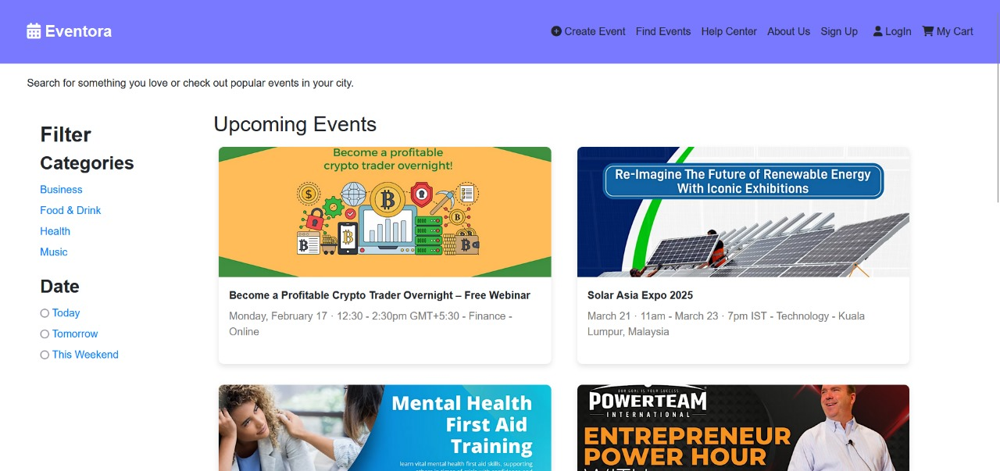 Eventora
Create Event
Find Events
Help Center
About Us
Sign Up
LogIn
My Cart
Search for something you love or check out popular events in your city.
Filter
Categories
Business
Food & Drink
Health
Music
Date
Today
Tomorrow
This Weekend
Upcoming Events
Become a profitable
crypto trader overnight!
Become a Profitable Crypto Trader Overnight – Free Webinar
Monday, February 17 · 12:30 - 2:30pm GMT+5:30 - Finance -
Online
Re-Imagine The Future of Renewable Energy
With Iconic Exhibitions
Solar Asia Expo 2025
March 21 · 11am - March 23 · 7pm IST - Technology - Kuala
Lumpur, Malaysia
Mental Health
First Aid
Training
learn vital mental health first aid skills, supporting
OUR GOAL IS YOUR SUCCESS
POWERTEAM
INTERNATIONAL
ENTREPRENEUR
POWER HOUR